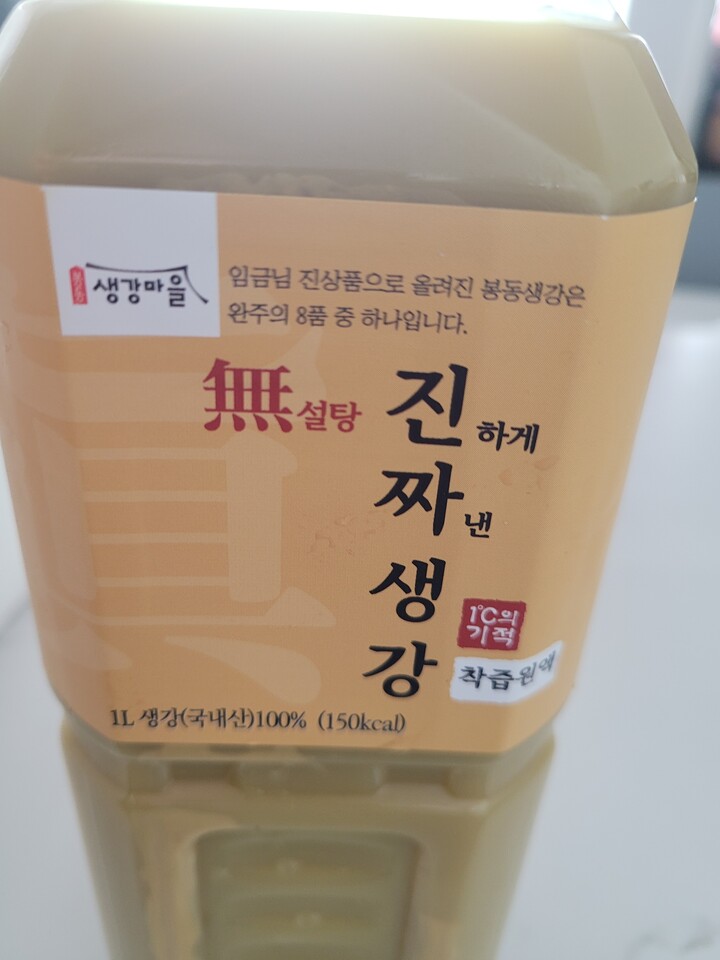 봉동
생강마을
임금님 진상품으로 올려진 봉동생강은
완주의 8품 중 하나입니다.
無설탕
진하게
짜낸
생
강
1℃의
기적
착즙원액
1L 생강(국내산)100% (150kcal)